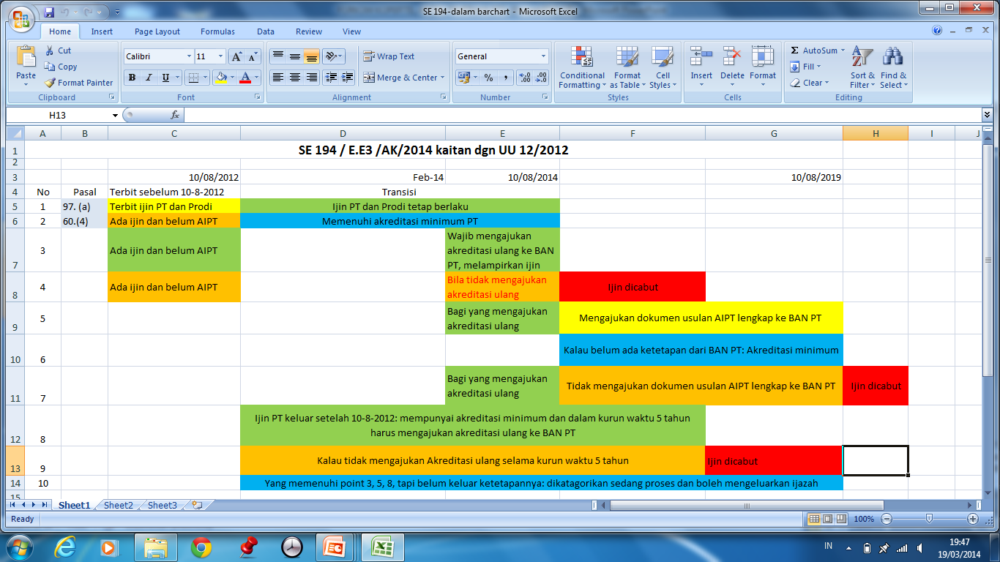 SE 194-dalam barchart - Microsoft Excel
Home Insert Page Layout Formulas Data Review View
Paste
Cut
Copy
Format Painter
Clipboard
Calibri 11
B I U
Font
Wrap Text
Merge & Center
Alignment
General
Number
Conditional Formatting
Format as Table
Cell Styles
Styles
Insert Delete Format
Cells
AutoSum
Fill
Clear
Sort & Filter
Find & Select
Editing
H13 fx
A B C D E F G H I J
1 SE 194 / E.E3 /AK/2014 kaitan dgn UU 12/2012
2
3 10/08/2012 Feb-14 10/08/2014 10/08/2019
4 No Pasal Terbit sebelum 10-8-2012 Transisi
5 1 97. (a) Terbit ijin PT dan Prodi Ijin PT dan Prodi tetap berlaku
6 2 60.(4) Ada ijin dan belum AIPT Memenuhi akreditasi minimum PT
7 3 Ada ijin dan belum AIPT Wajib mengajukan
akreditasi ulang ke BAN
PT, melampirkan ijin
8 4 Ada ijin dan belum AIPT Bila tidak mengajukan
akreditasi ulang
Ijin dicabut
9 5 Bagi yang mengajukan
akreditasi ulang
Mengajukan dokumen usulan AIPT lengkap ke BAN PT
10 6 Kalau belum ada ketetapan dari BAN PT: Akreditasi minimum
11 7 Bagi yang mengajukan
akreditasi ulang
Tidak mengajukan dokumen usulan AIPT lengkap ke BAN PT Ijin dicabut
12 8 Ijin PT keluar setelah 10-8-2012: mempunyai akreditasi minimum dan dalam kurun waktu 5 tahun
harus mengajukan akreditasi ulang ke BAN PT
13 9 Kalau tidak mengajukan Akreditasi ulang selama kurun waktu 5 tahun Ijin dicabut
14 10 Yang memenuhi point 3, 5, 8, tapi belum keluar ketetapannya: dikatagorikan sedang proses dan boleh mengeluarkan ijazah
15
Sheet1 Sheet2 Sheet3
Ready 100%
IN 19:47
19/03/2014